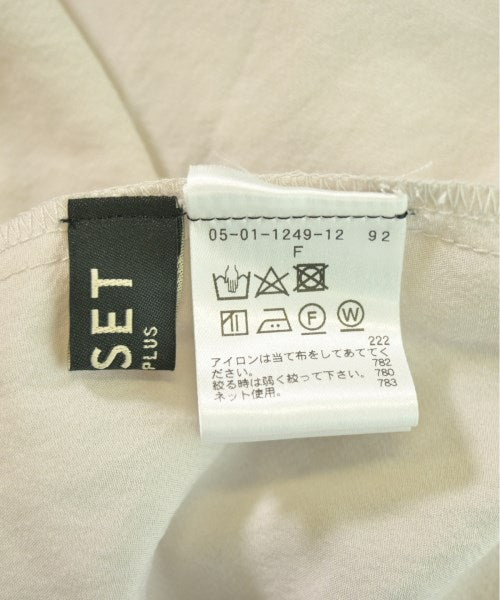 SET
PLUS
05-01-1249-12 92
F
F
W
222
アイロンは当て布をしてあててく
ださい。 782
絞る時は弱く絞って下さい。 780
ネット使用。 783